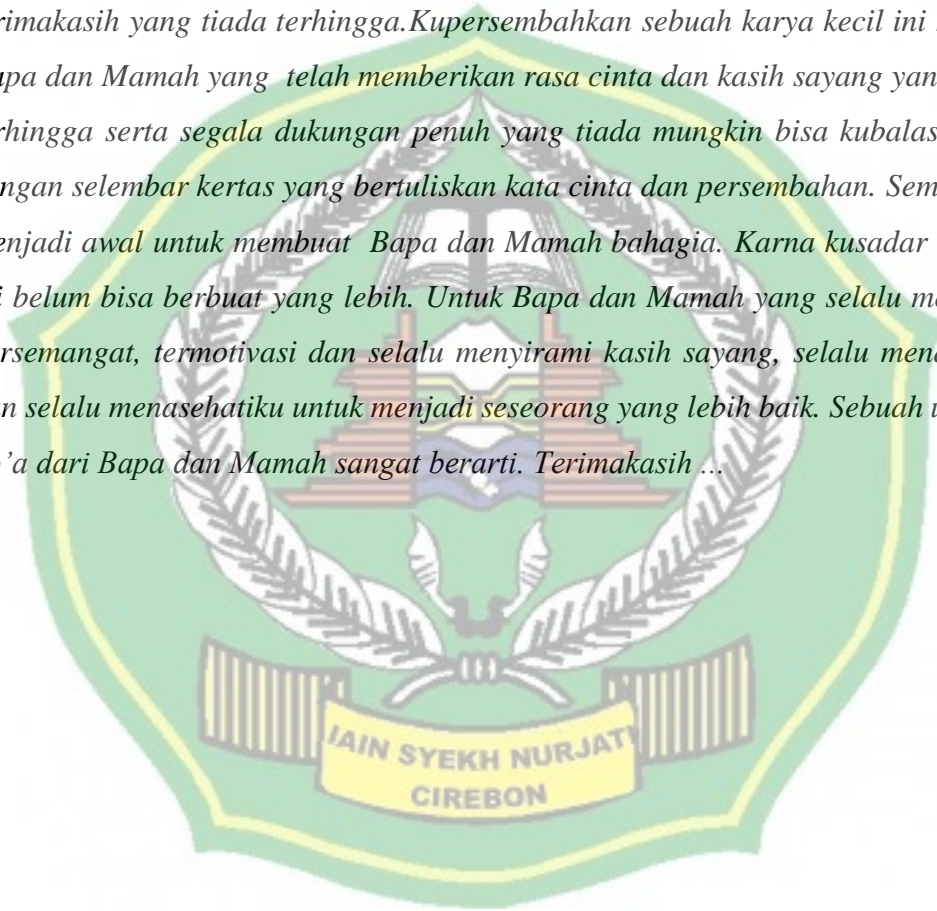 rimakasih yang tiada terhingga.Kupersembahkan sebuah karya kecil ini
apa dan Mamah yang telah memberikan rasa cinta dan kasih sayang yan
rhingga serta segala dukungan penuh yang tiada mungkin bisa kubalas
ngan selembar kertas yang bertuliskan kata cinta dan persembahan. Sem
enjadi awal untuk membuat Bapa dan Mamah bahagia. Karna kusadar
i belum bisa berbuat yang lebih. Untuk Bapa dan Mamah yang selalu m
rsemangat, termotivasi dan selalu menyirami kasih sayang, selalu men
n selalu menasehatiku untuk menjadi seseorang yang lebih baik. Sebuah
o'a dari Bapa dan Mamah sangat berarti. Terimakasih ...
IAIN SYEKH NURJATI
CIREBON